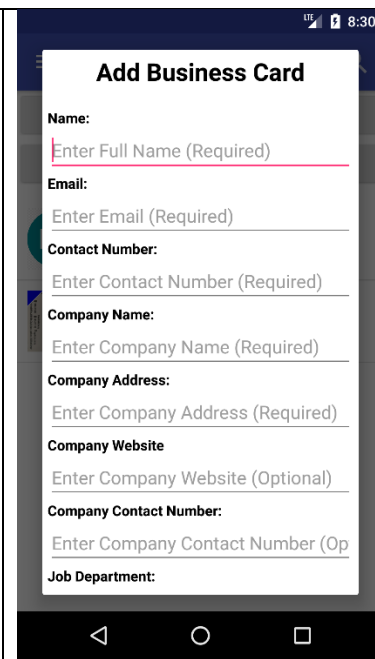 LTE 8:30
Add Business Card
Name:
Enter Full Name (Required)
Email:
Enter Email (Required)
Contact Number:
Enter Contact Number (Required)
Company Name:
Enter Company Name (Required)
Company Address:
Enter Company Address (Required)
Company Website
Enter Company Website (Optional)
Company Contact Number:
Enter Company Contact Number (Op
Job Department: